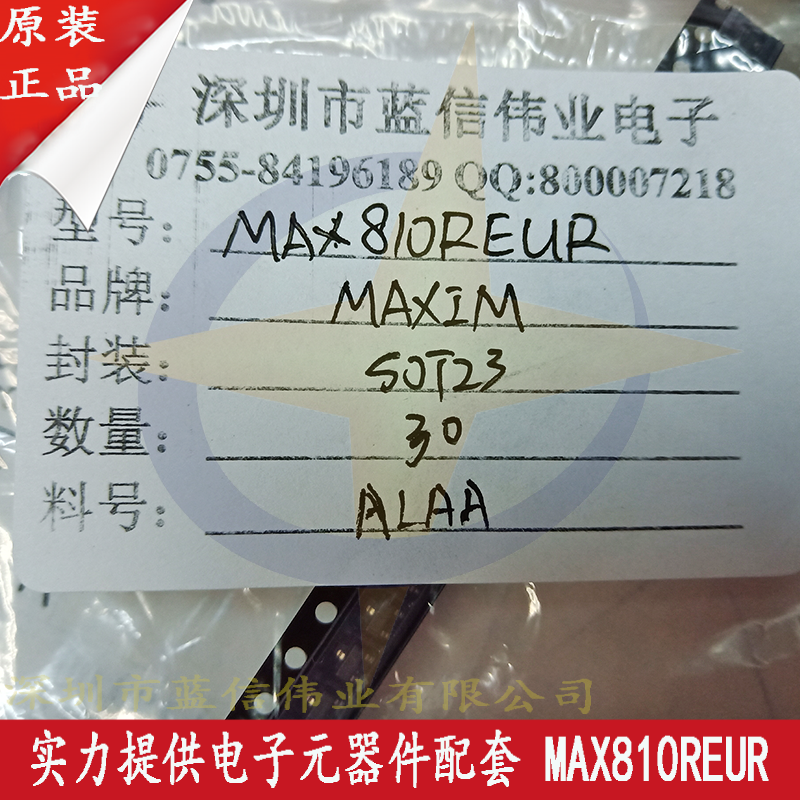 原装
正品
深圳市蓝信伟业电子
0755-84196189 QQ:800007218
型号: MAX810REUR
品牌: MAXIM
封装: SOT23
数量: 30
料号: ALAA
深圳市蓝信伟业有限公司
实力提供电子元器件配套 MAX810REUR